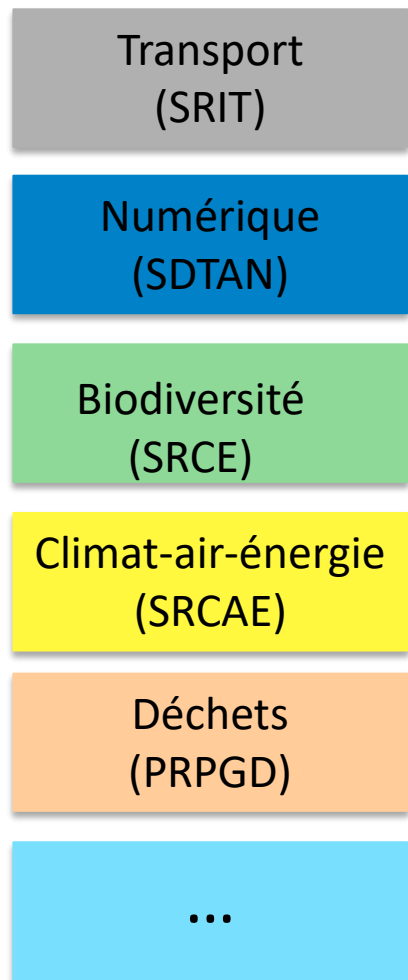 Transport
(SRIT)
Numérique
(SDTAN)
Biodiversité
(SRCE)
Climat-air-énergie
(SRCAE)
Déchets
(PRPGD)
...